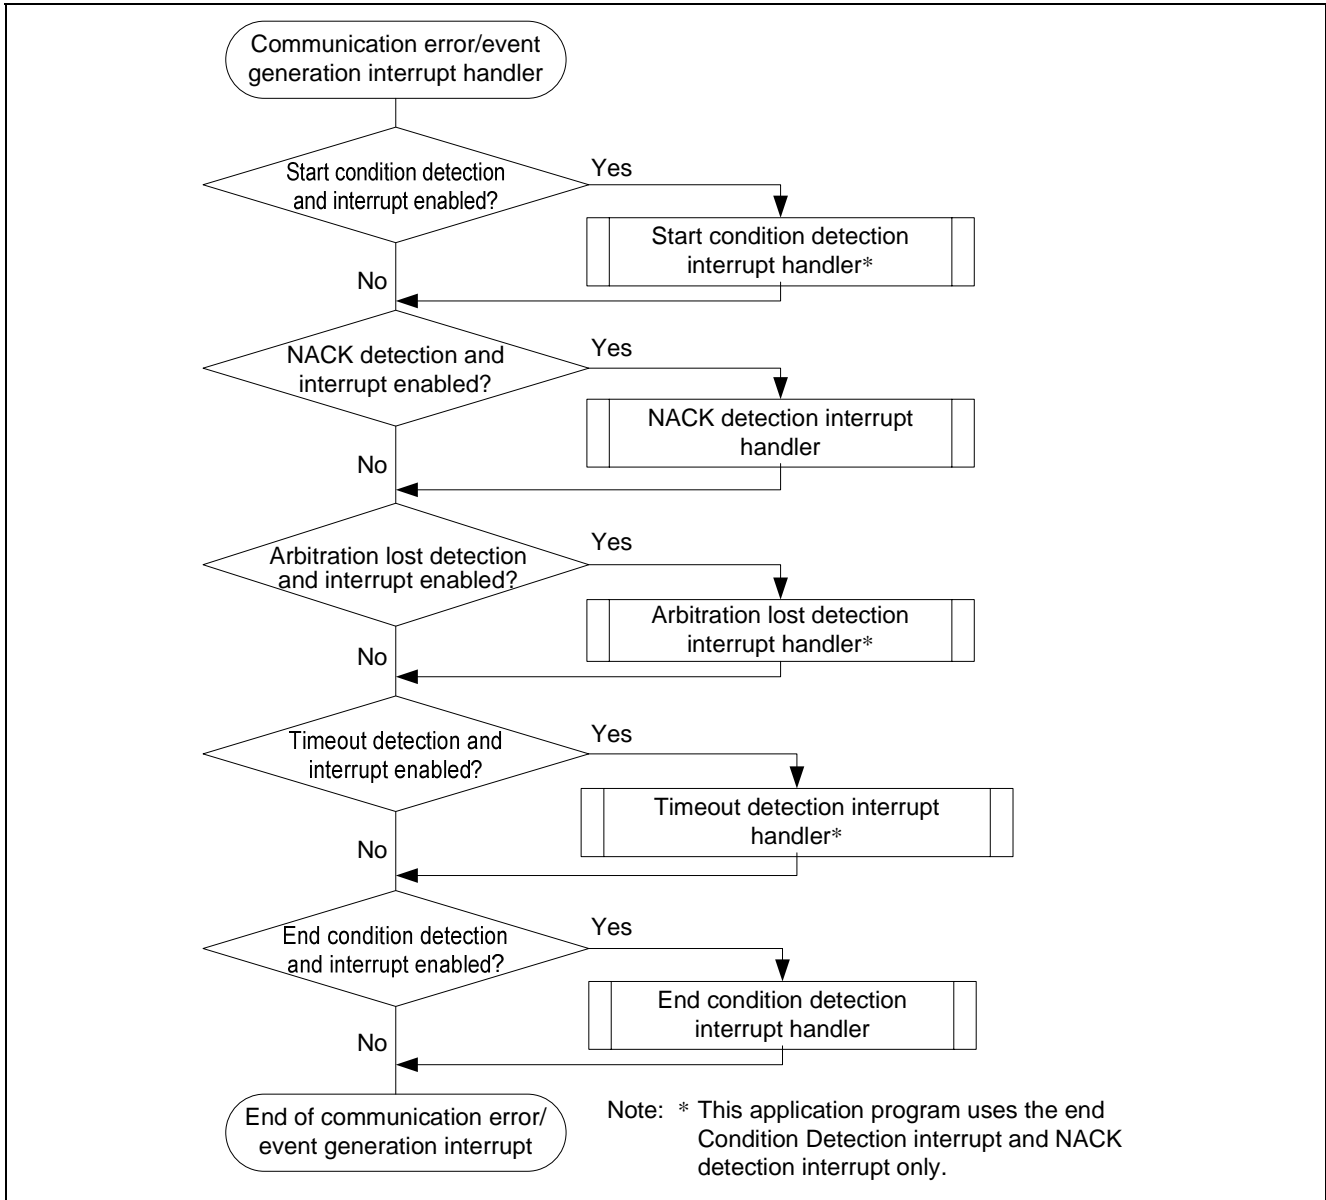 Communication error/event
generation interrupt handler
Start condition detection
and interrupt enabled?
Yes
Start condition detection
interrupt handler*
No
NACK detection and
interrupt enabled?
Yes
NACK detection interrupt
handler
No
Arbitration lost detection
and interrupt enabled?
Yes
Arbitration lost detection
interrupt handler*
No
Timeout detection and
interrupt enabled?
Yes
Timeout detection interrupt
handler*
No
End condition detection
and interrupt enabled?
Yes
End condition detection
interrupt handler
No
End of communication error/
event generation interrupt
Note: * This application program uses the end
Condition Detection interrupt and NACK
detection interrupt only.